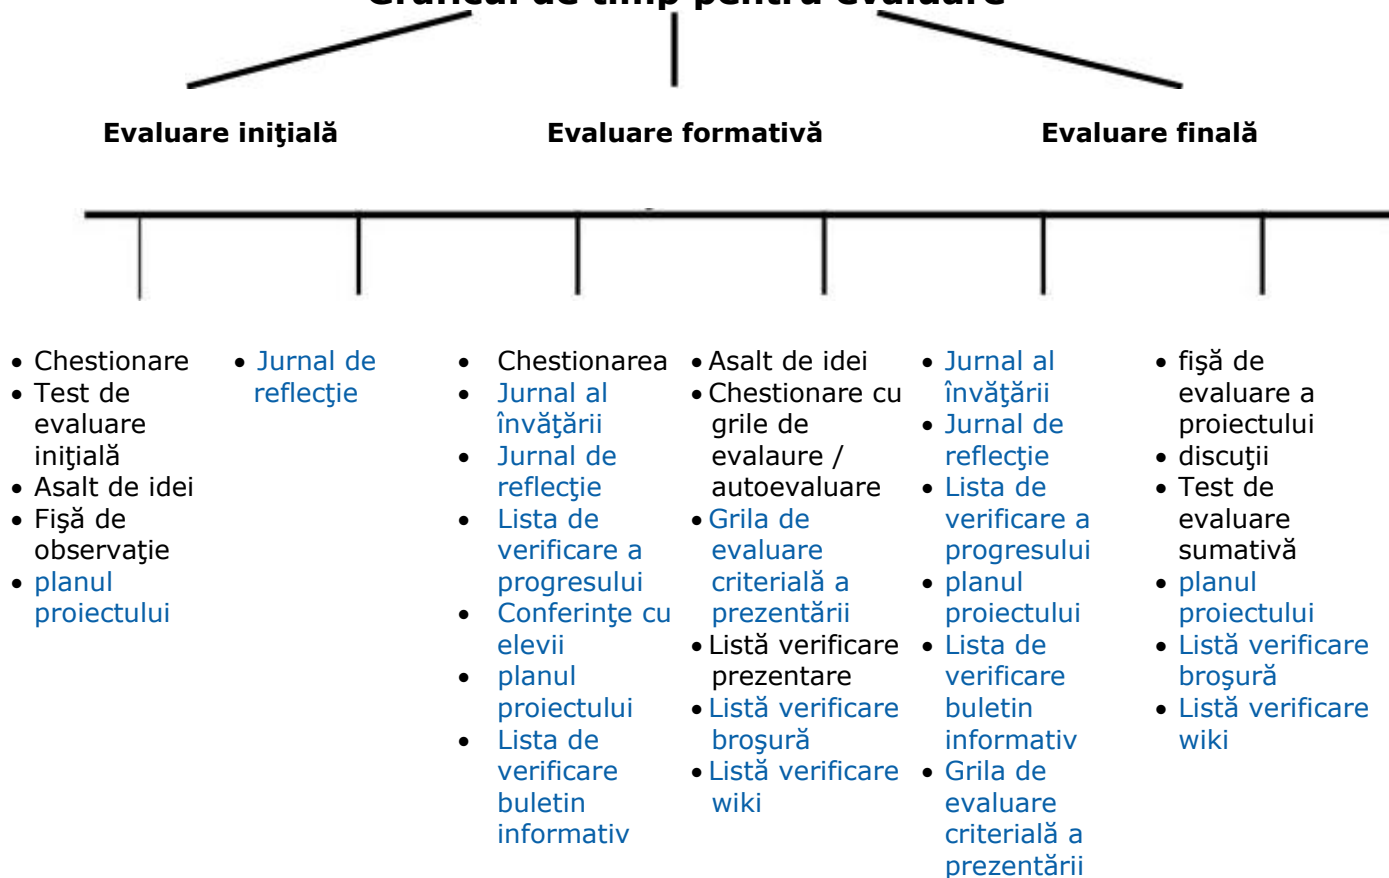 Graficul de timp pentru evaluare
Evaluare iniţială
Evaluare formativă
Evaluare finală
• Chestionare
• Test de
evaluare
iniţială
• Asalt de idei
• Fişă de
observaţie
• planul
proiectului
• Jurnal de
reflecţie
• Chestionarea
• Jurnal al
învăţării
• Jurnal de
reflecţie
• Lista de
verificare a
progresului
• Conferinţe cu
elevii
• planul
proiectului
• Lista de
verificare
buletin
informativ
• Asalt de idei
• Chestionare cu
grile de
evalaure /
autoevaluare
• Grila de
evaluare
criterială a
prezentării
• Listă verificare
prezentare
• Listă verificare
broşură
• Listă verificare
wiki
• Jurnal al
învăţării
• Jurnal de
reflecţie
• Lista de
verificare a
progresului
• planul
proiectului
• Lista de
verificare
buletin
informativ
• Grila de
evaluare
criterială a
prezentării
• fişă de
evaluare a
proiectului
• discuţii
• Test de
evaluare
sumativă
• planul
proiectului
• Listă verificare
broşură
• Listă verificare
wiki